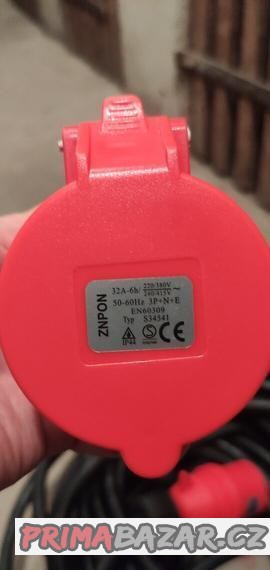 ZNPON
32A-6h/ 220/380V 240/415V ~
50-60Hz 3P+N+E
EN60309
Typ S34541
IP44 S CE
PRIMABAZAR.CZ